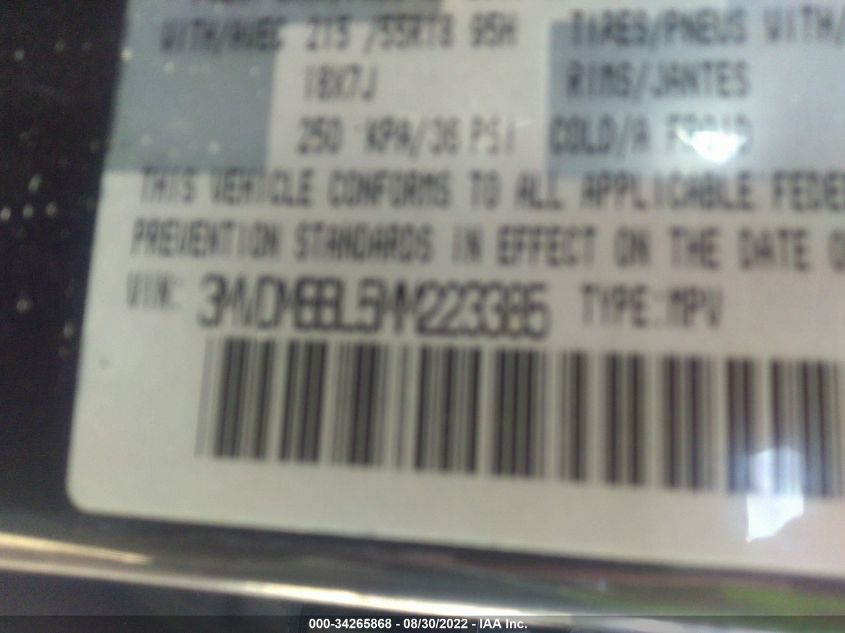 WITH/AVEC 215 /55R18 95H TIRES/PNEUS WITH/
18X7J RIMS/JANTES
250 KPA/36 PSI COLD/A FROID
THIS VEHICLE CONFORMS TO ALL APPLICABLE FEDER
PREVENTION STANDARDS IN EFFECT ON THE DATE O
VIN: TYPE:MPV
000-34265868 - 08/30/2022 - IAA Inc.